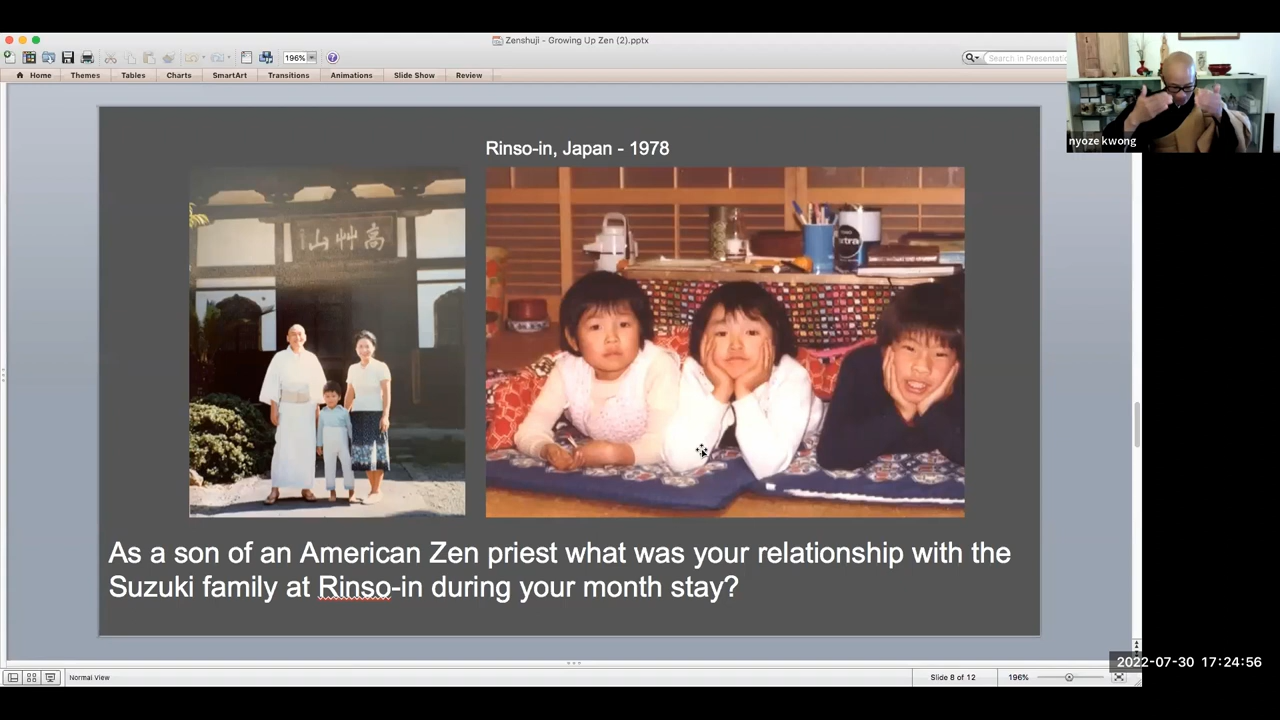 Zenshuji - Growing Up Zen (2).pptx
196%
Search in Presentati
Home
Themes
Tables
Charts
SmartArt
Transitions
Animations
Slide Show
Review
nyoze kwong
Rinso-in, Japan - 1978
高艸山
xtra
As a son of an American Zen priest what was your relationship with the
Suzuki family at Rinso-in during your month stay?
2022-07-30 17:24:56
Normal View
Slide 8 of 12
196%